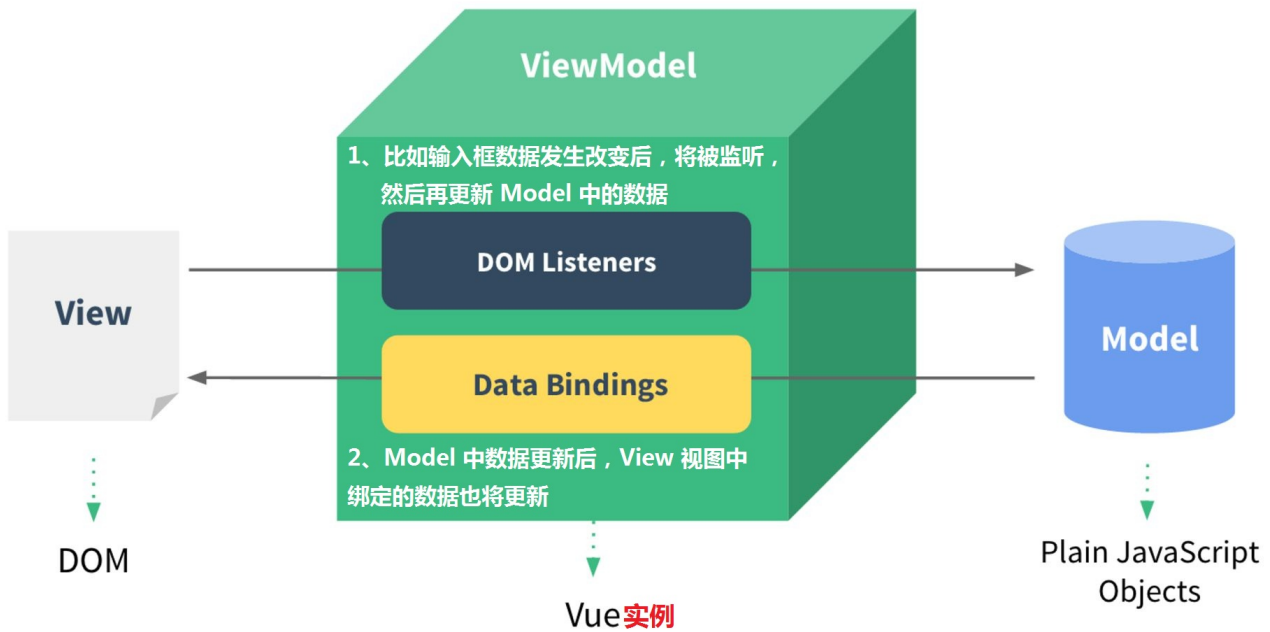 ViewModel
1、比如输入框数据发生改变后，将被监听，
然后再更新 Model 中的数据
DOM Listeners
View
Model
Data Bindings
2、Model 中数据更新后，View 视图中
绑定的数据也将更新
DOM
Plain JavaScript
Objects
Vue实例